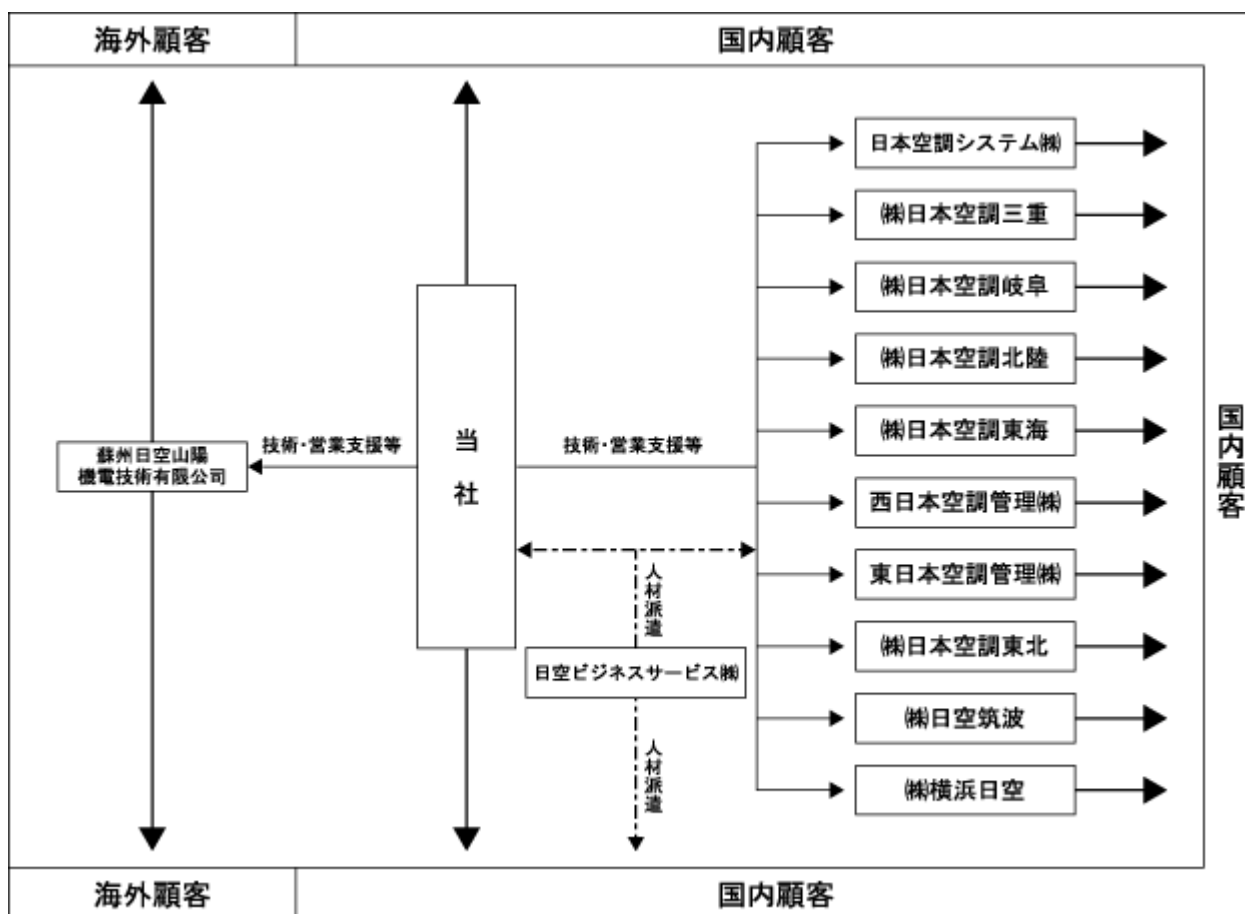 海外顧客
国内顧客
日本空調システム㈱
㈱日本空調三重
㈱日本空調岐阜
㈱日本空調北陸
㈱日本空調東海
西日本空調管理㈱
東日本空調管理㈱
㈱日本空調東北
㈱日空筑波
㈱横浜日空
国内顧客
蘇州日空山陽
機電技術有限公司
技術・営業支援等
当社
技術・営業支援等
人材派遣
日空ビジネスサービス㈱
人材派遣
海外顧客
国内顧客